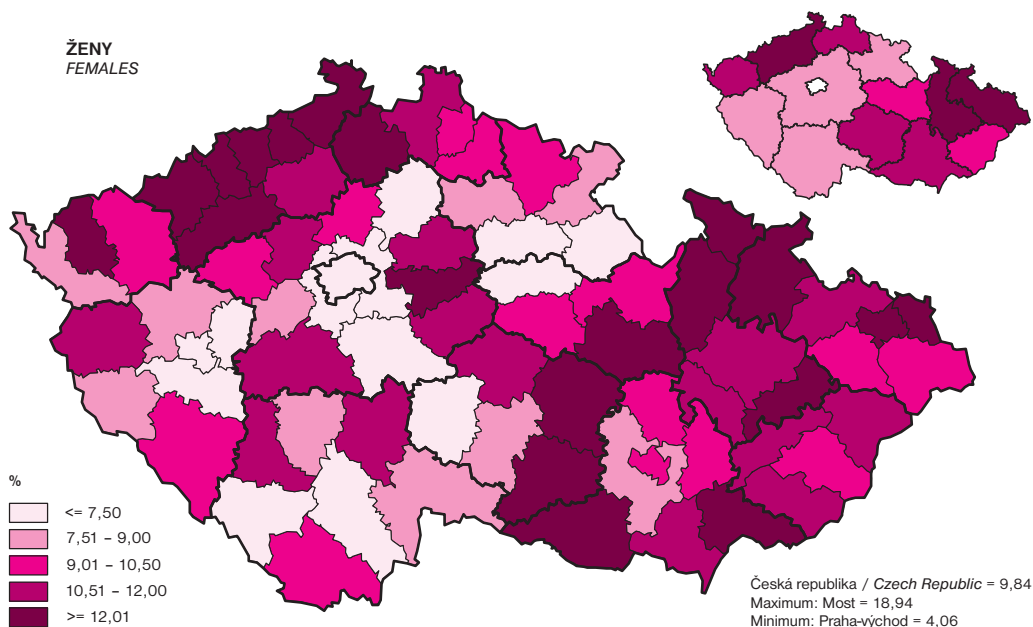 ŽENY
FEMALES
%
<= 7,50
7,51 – 9,00
9,01 – 10,50
10,51 – 12,00
>= 12,01
Česká republika / Czech Republic = 9,84
Maximum: Most = 18,94
Minimum: Praha-východ = 4,06